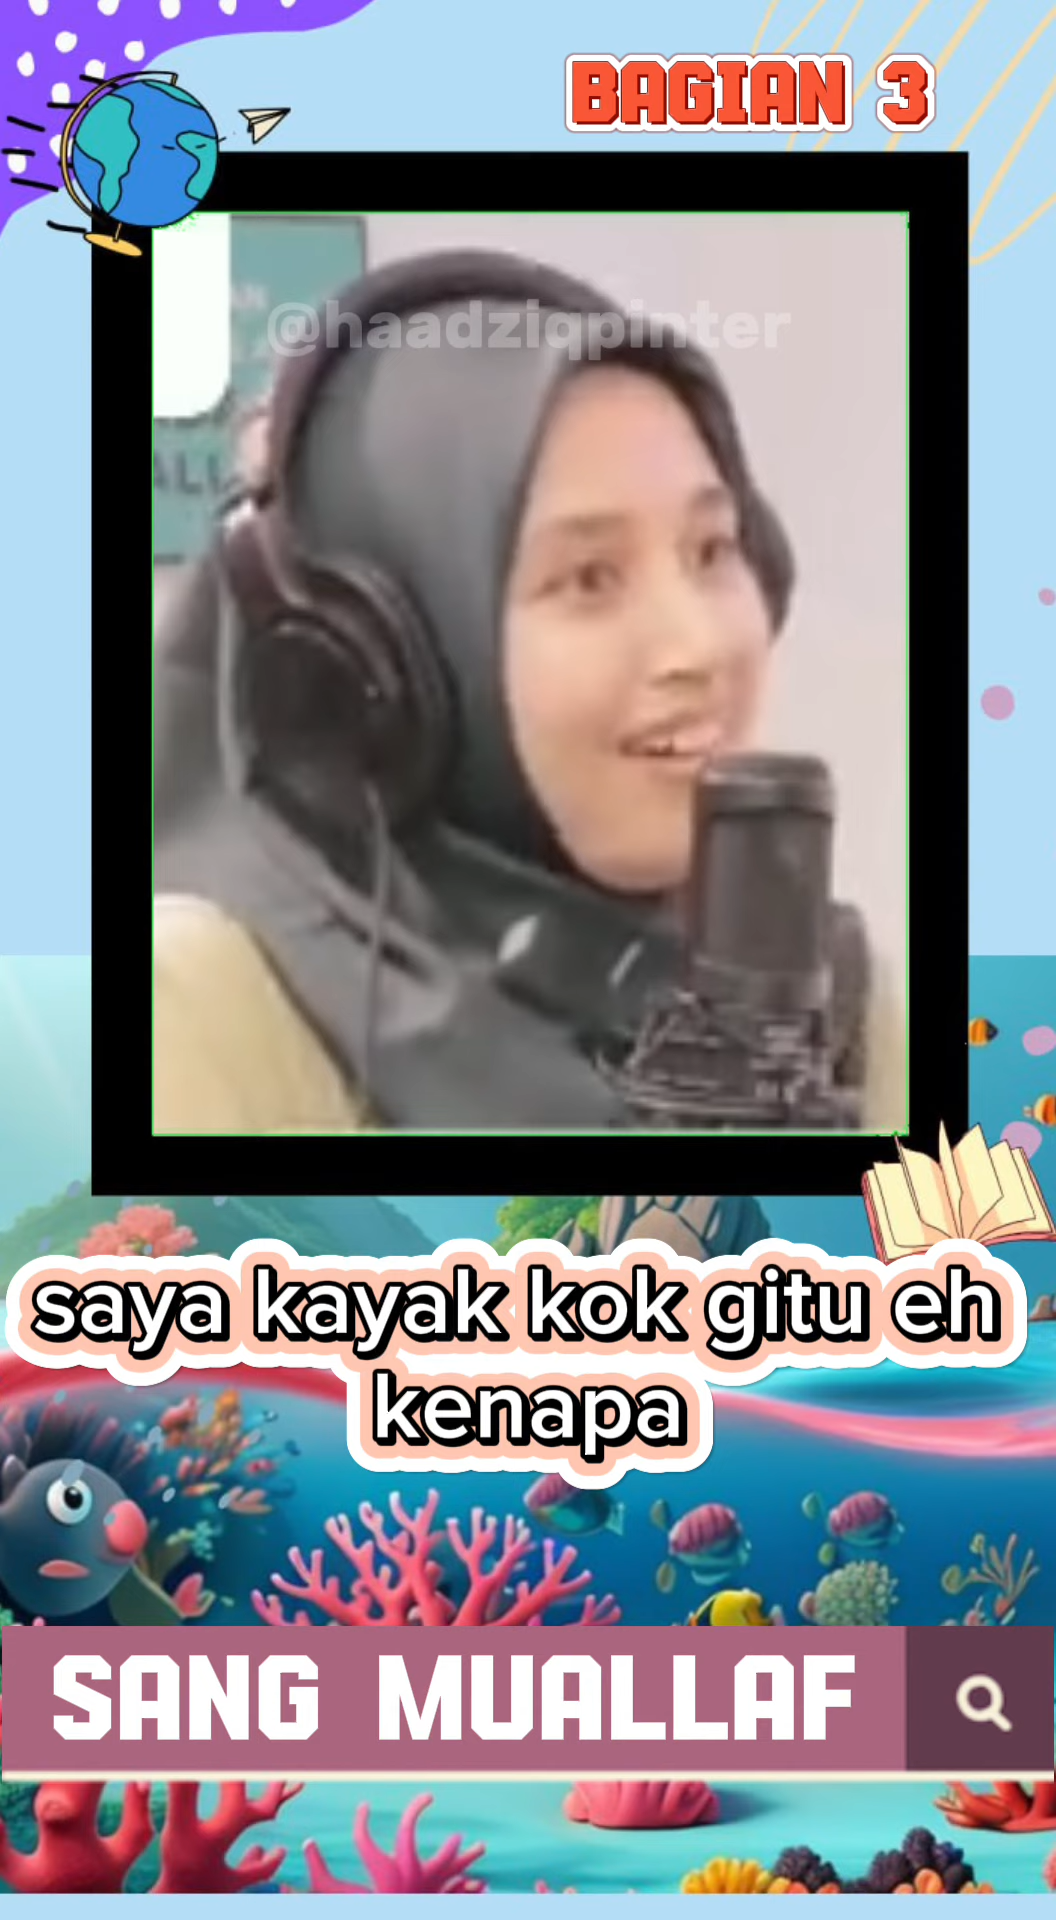 BAGIAN 3
@haadziqpinter
saya kayak kok gitu eh
kenapa
SANG MUALLAF